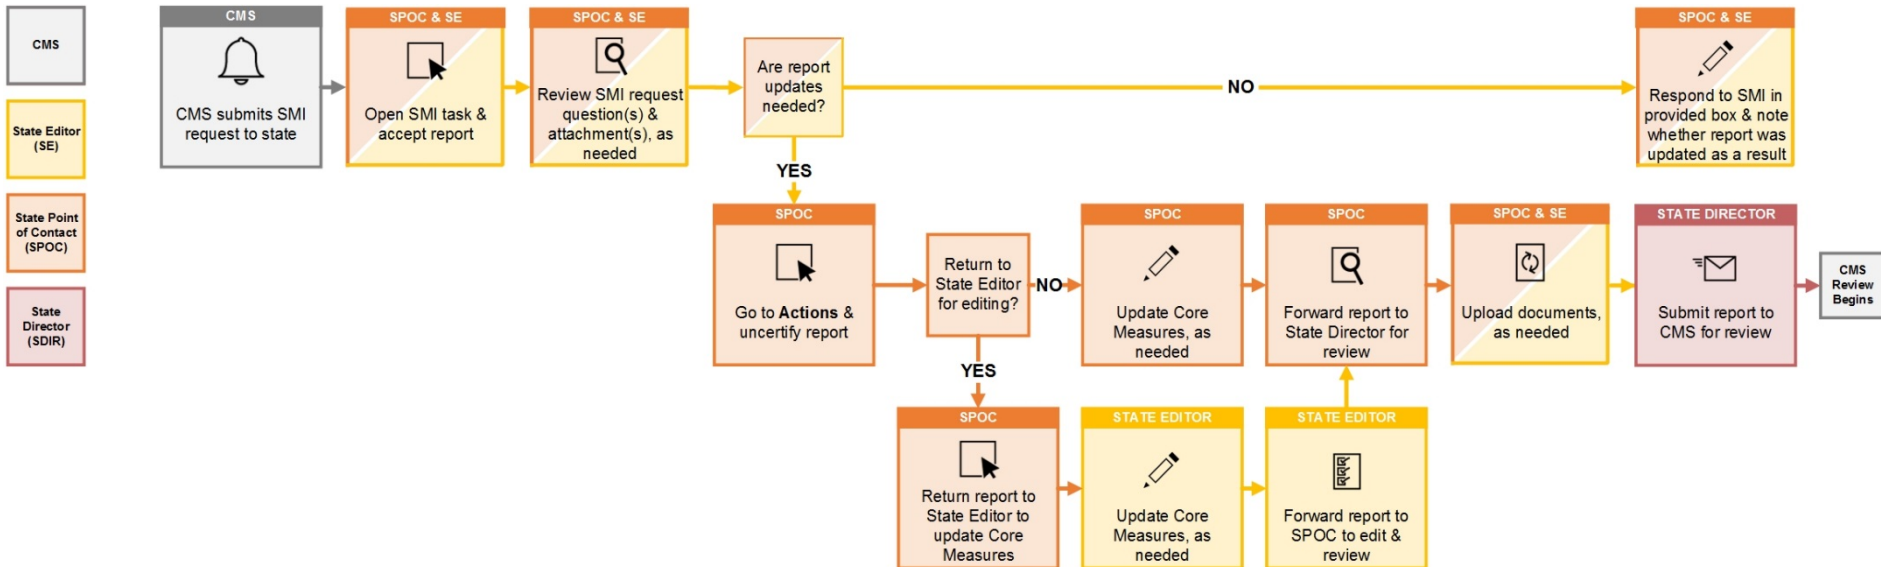 CMS
State Editor
(SE)
State Point
of Contact
(SPOC)
State
Director
(SDIR)
CMS
CMS submits SMI
request to state
SPOC & SE
Open SMI task &
accept report
SPOC & SE
Review SMI request
question(s) &
attachment(s), as
needed
Are report
updates
needed?
NO
SPOC & SE
Respond to SMI in
provided box & note
whether report was
updated as a result
YES
SPOC
Go to Actions &
uncertify report
Return to
State Editor
for editing?
NO
SPOC
Update Core
Measures, as
needed
SPOC
Forward report to
State Director for
review
SPOC & SE
Upload documents,
as needed
STATE DIRECTOR
Submit report to
CMS for review
CMS
Review
Begins
YES
SPOC
Return report to
State Editor to
update Core
Measures
STATE EDITOR
Update Core
Measures, as
needed
STATE EDITOR
Forward report to
SPOC to edit &
review